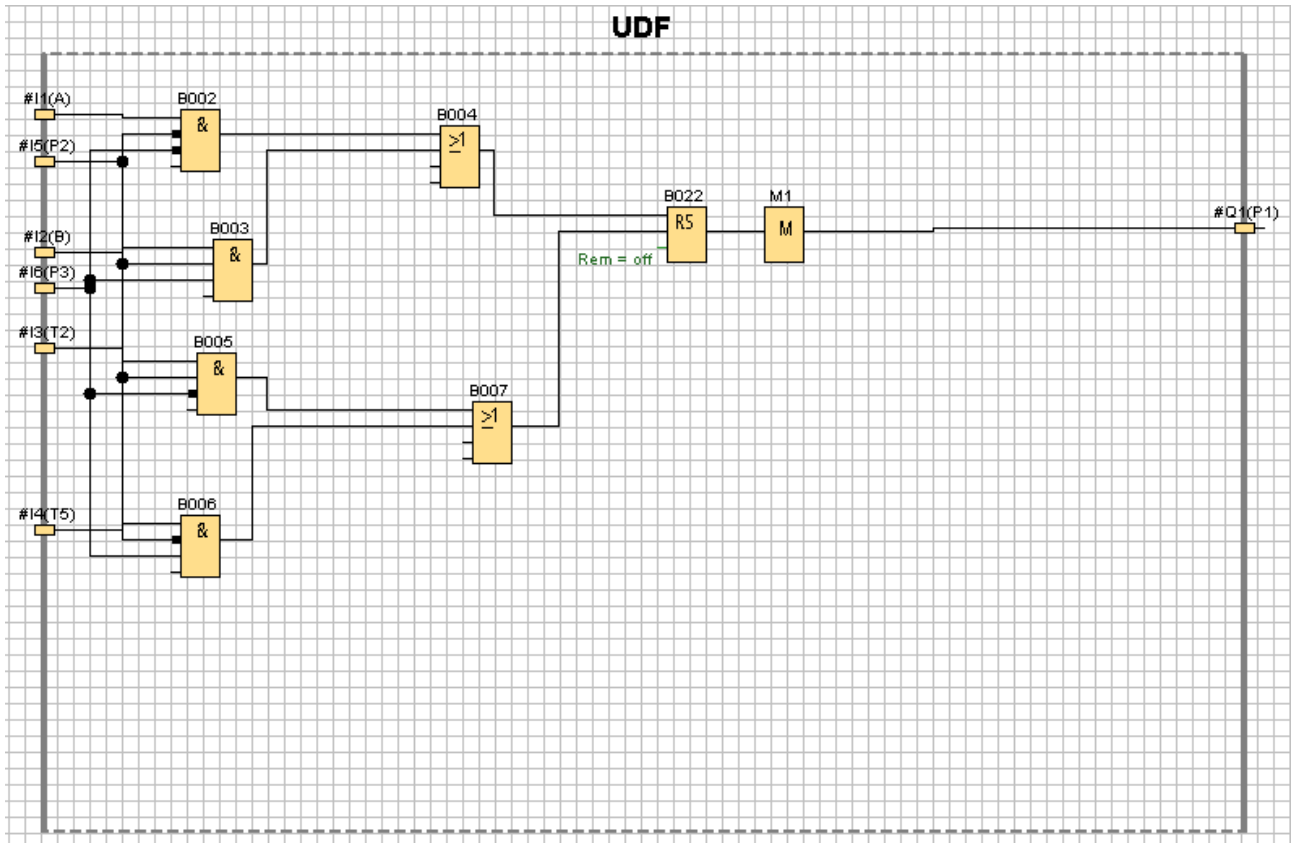 UDF
#I1(A)
B002
&
B004
≥1
#I5(P2)
B022
RS
M1
M
#Q1(P1)
#I2(B)
B003
&
Rem = off
#I6(P3)
#I3(T2)
B005
&
B007
≥1
#I4(T5)
B006
&